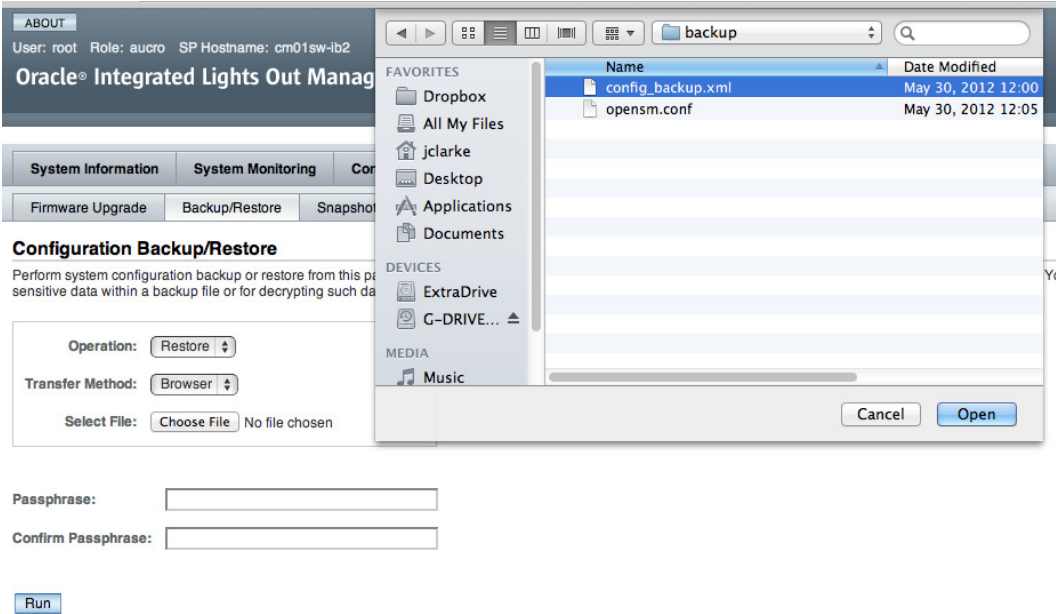 ABOUT
User: root Role: aucro SP Hostname: cm01sw-ib2
Oracle® Integrated Lights Out Manag
System Information System Monitoring Con
Firmware Upgrade Backup/Restore Snapshot
Configuration Backup/Restore
Perform system configuration backup or restore from this pa
sensitive data within a backup file or for decrypting such da
Yo
Operation: Restore
Transfer Method: Browser
Select File: Choose File No file chosen
Passphrase:
Confirm Passphrase:
Run
backup
FAVORITES
Dropbox
All My Files
jclarke
Desktop
Applications
Documents
DEVICES
ExtraDrive
G-DRIVE...
MEDIA
Music
Name Date Modified
config_backup.xml May 30, 2012 12:00
opensm.conf May 30, 2012 12:05
Cancel Open